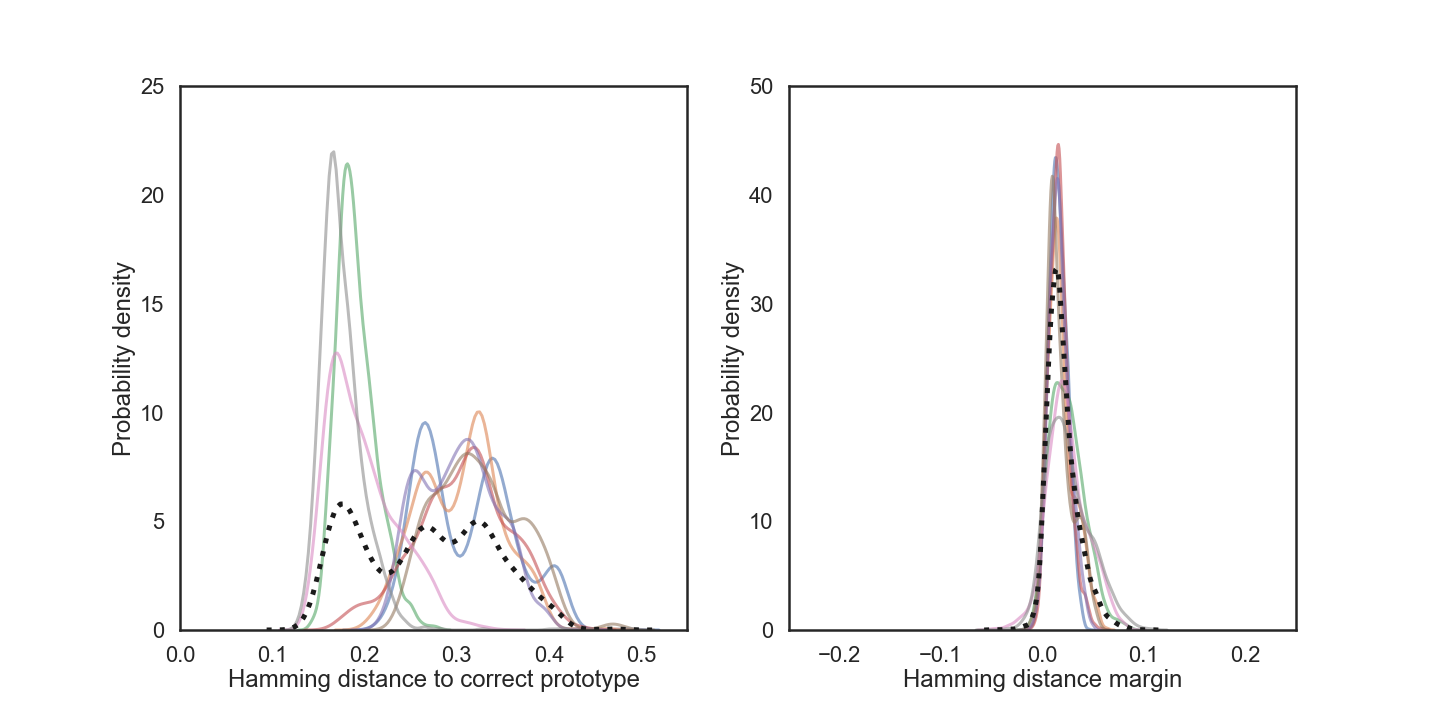 25
20
15
10
5
0
Probability density
0.0 0.1 0.2 0.3 0.4 0.5
Hamming distance to correct prototype
50
40
30
20
10
0
Probability density
−0.2 −0.1 0.0 0.1 0.2
Hamming distance margin